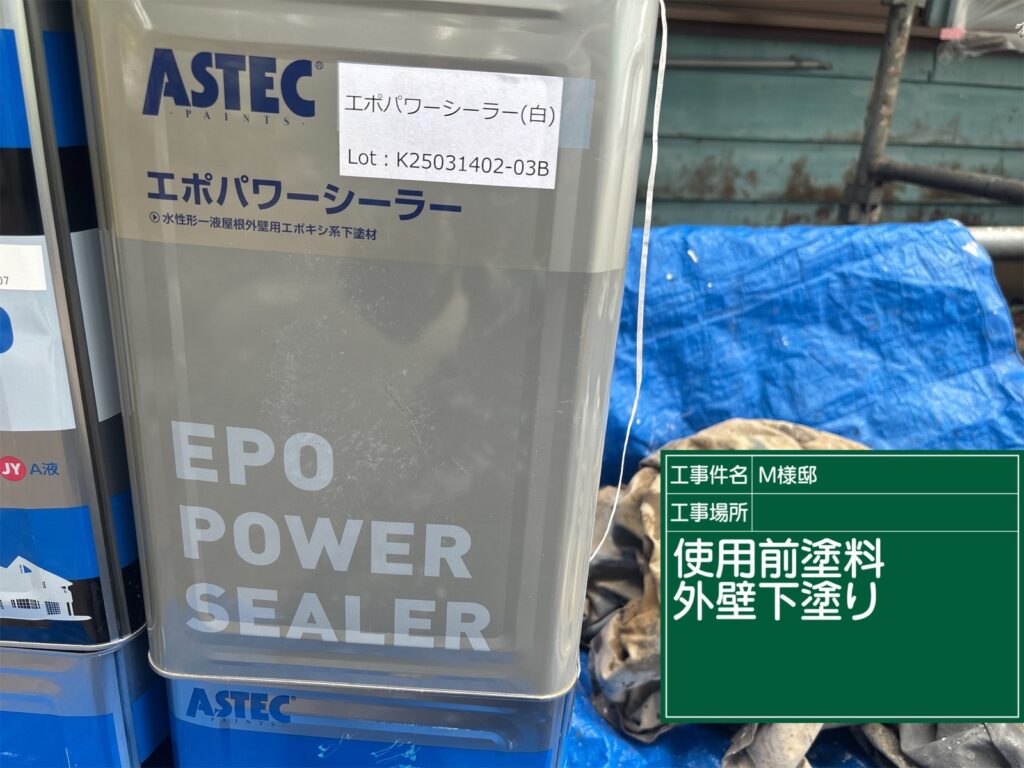 ASTEC®
PAINTS
エポパワーシーラー(白)
Lot：K25031402-03B
エポパワーシーラー
水性形一液屋根外壁用エポキシ系下塗材
EPO
POWER
SEALER
07
JY A液
ASTEC®
PAINTS
工事件名 M様邸
工事場所
使用前塗料
外壁下塗り